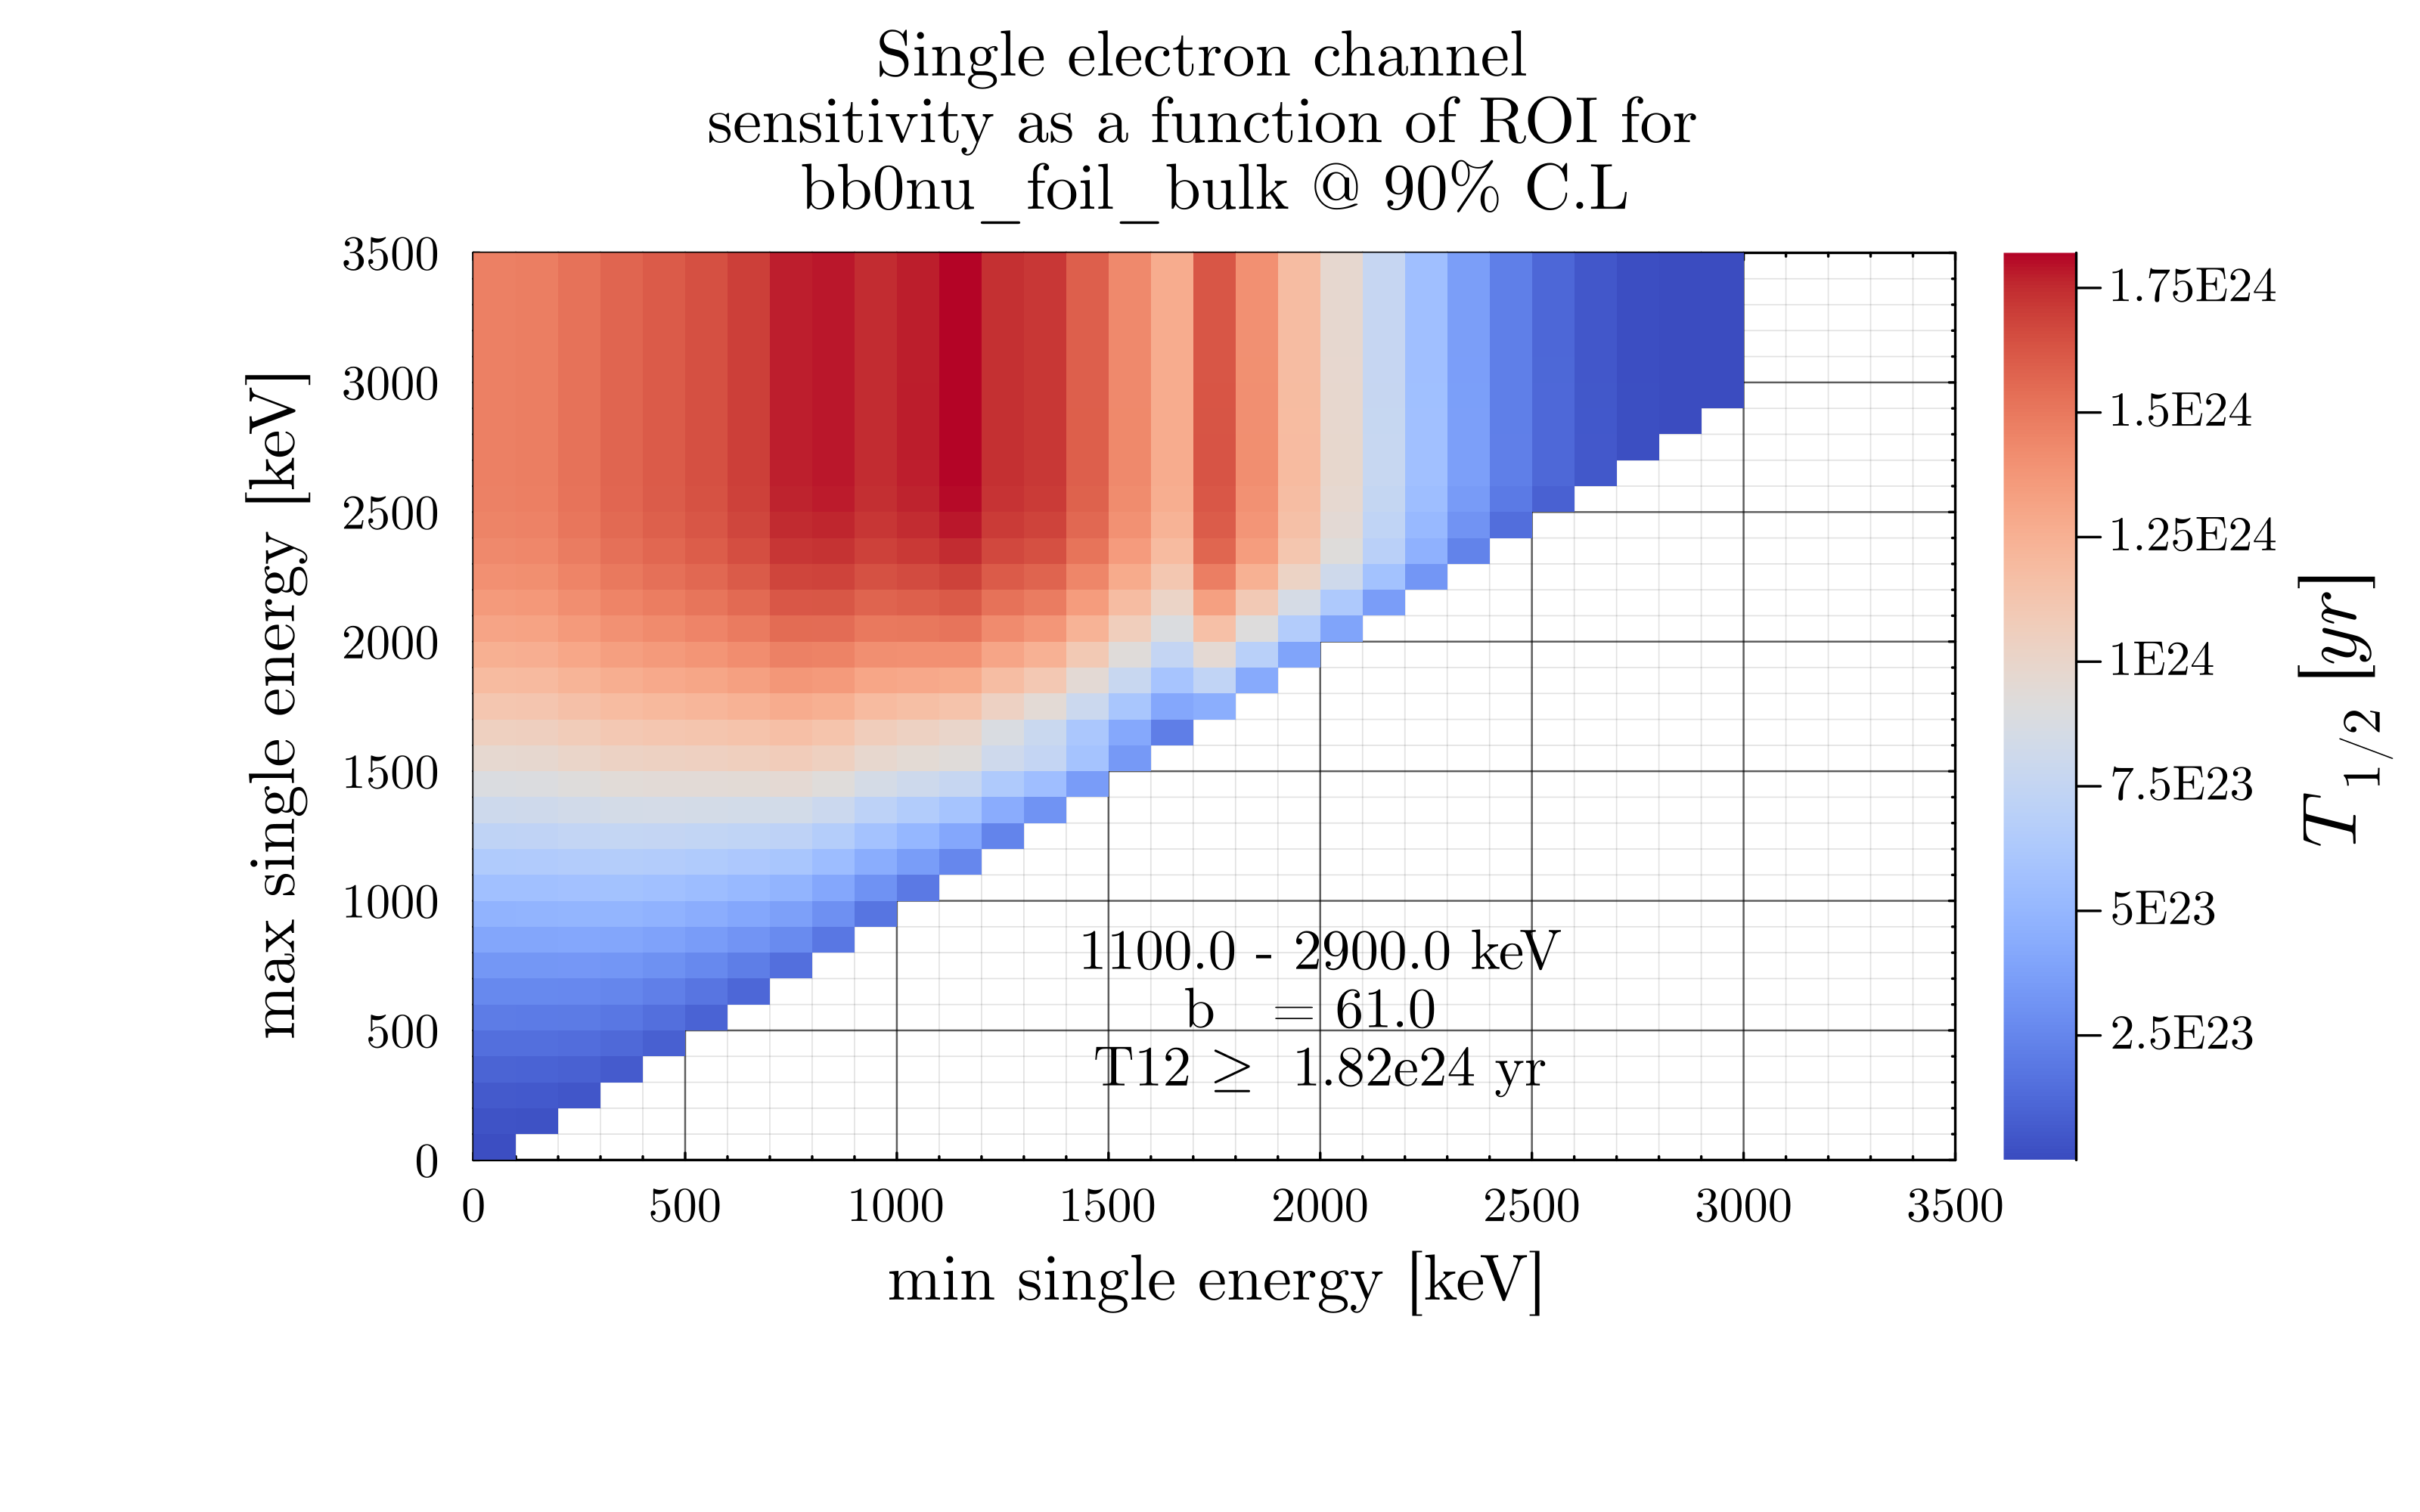 Single electron channel
sensitivity as a function of ROI for
bb0nu_foil_bulk @ 90% C.L
3500
3000
2500
2000
1500
1000
500
0
max single energy [keV]
1100.0 - 2900.0 keV
b = 61.0
T12 ≥ 1.82e24 yr
0 500 1000 1500 2000 2500 3000 3500
min single energy [keV]
1.75E24
1.5E24
1.25E24
1E24
7.5E23
5E23
2.5E23
T 1/2 [yr]